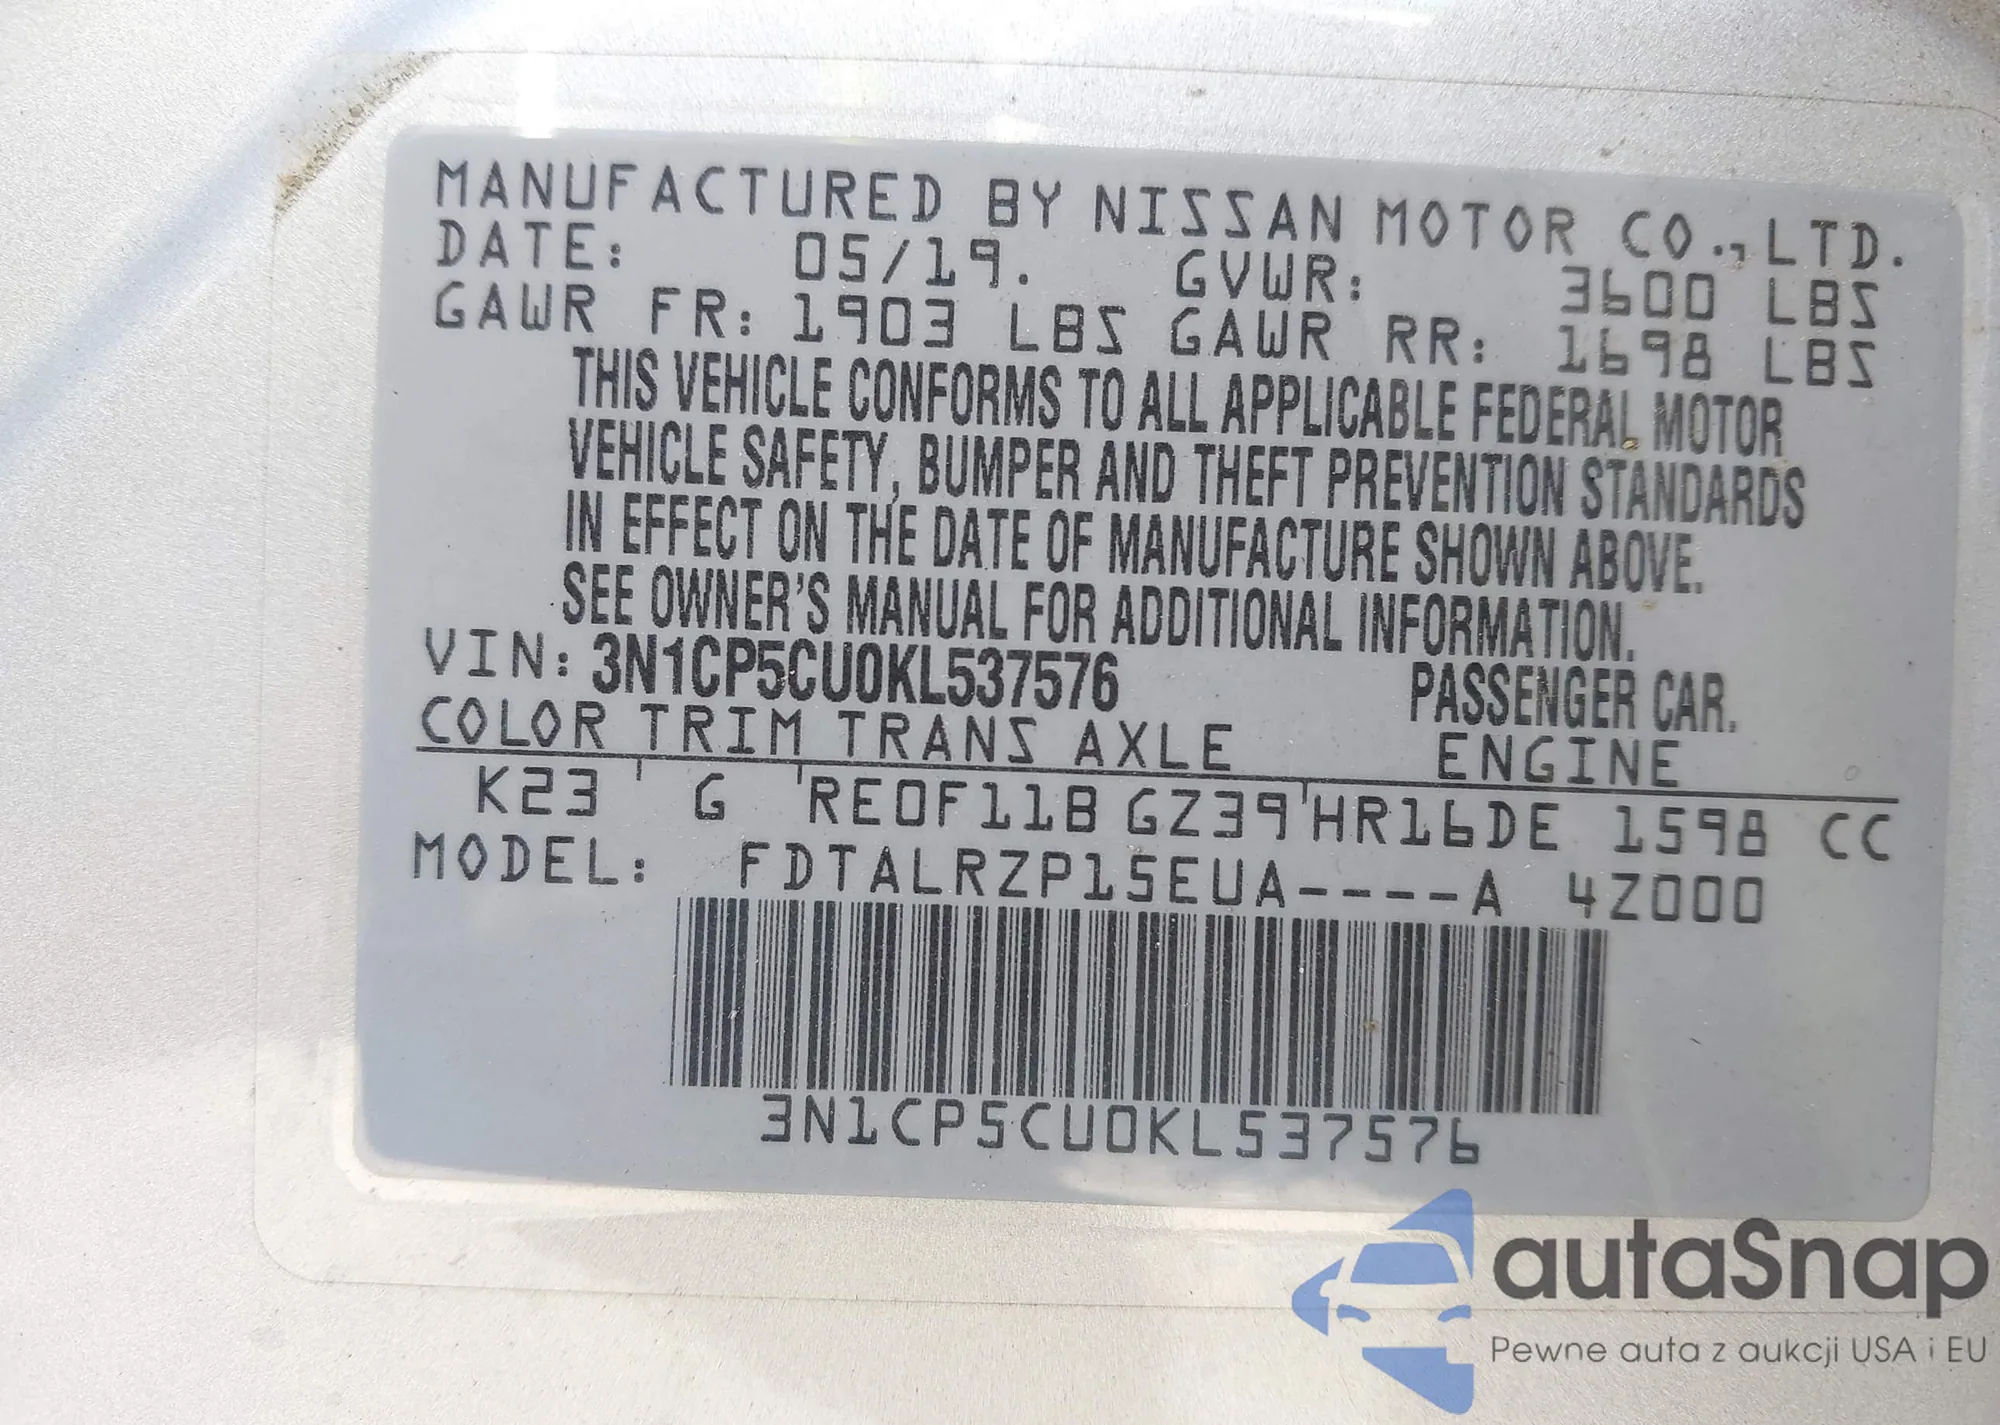 MANUFACTURED BY NISSAN MOTOR CO.,LTD.
DATE: 05/19. GVWR: 3600 LBS
GAWR FR: 1903 LBS GAWR RR: 1698 LBS
THIS VEHICLE CONFORMS TO ALL APPLICABLE FEDERAL MOTOR
VEHICLE SAFETY, BUMPER AND THEFT PREVENTION STANDARDS
IN EFFECT ON THE DATE OF MANUFACTURE SHOWN ABOVE.
SEE OWNER'S MANUAL FOR ADDITIONAL INFORMATION.
VIN: 3N1CP5CU0KL537576 PASSENGER CAR.
COLOR TRIM TRANS AXLE ENGINE
K23 G RE0F11B GZ39 HR16DE 1598 CC
MODEL: FDTALRZP15EUA----A 4Z000
3N1CP5CU0KL537576
autaSnap
Pewne auta z aukcji USA i EU